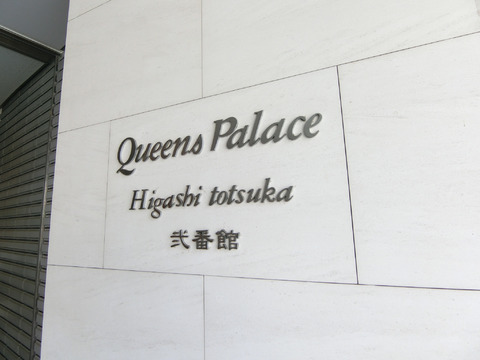 Queens Palace
Higashi totsuka
弐番館